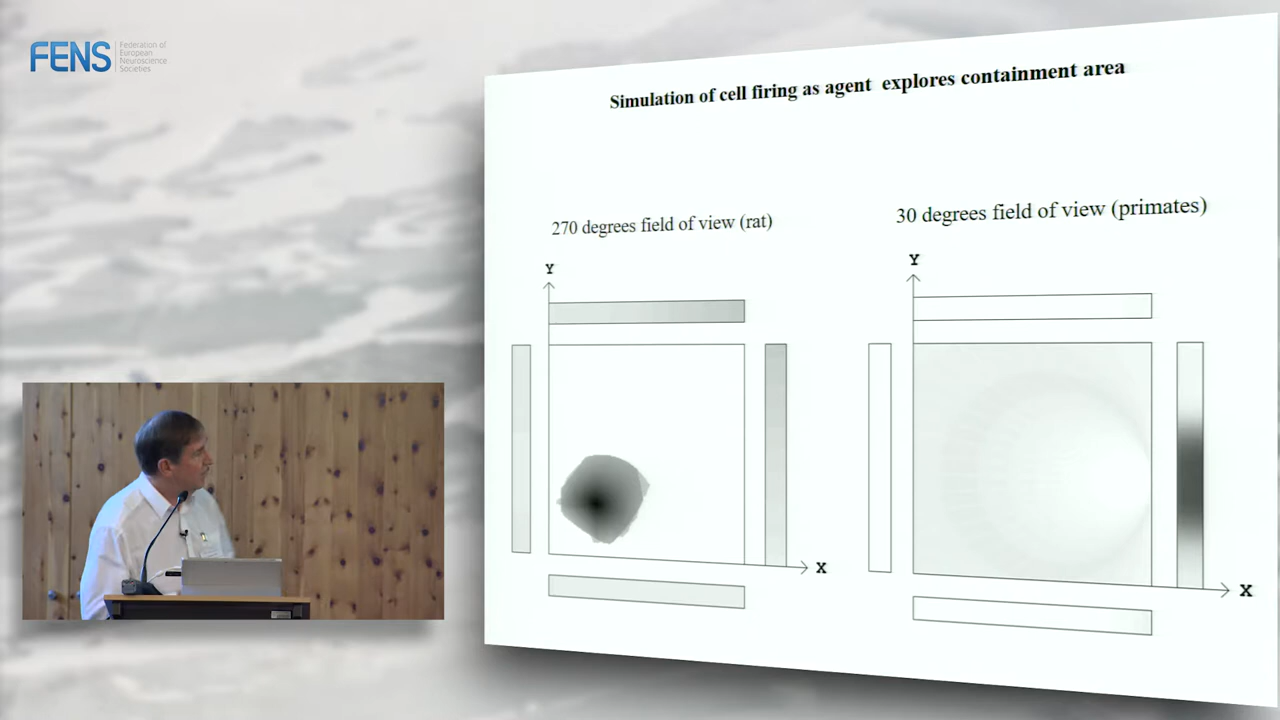 FENS
Federation of
European
Neuroscience
Societies
Simulation of cell firing as agent explores containment area
270 degrees field of view (rat)
30 degrees field of view (primates)
Y
X
Y
X